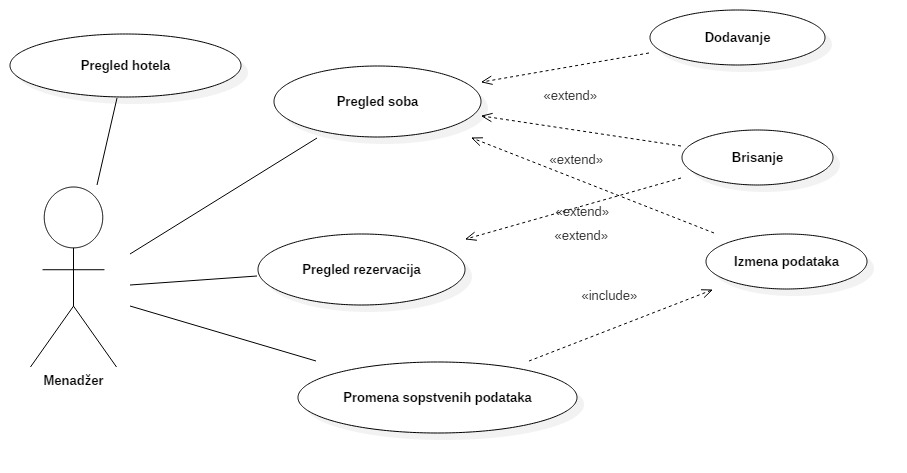 Dodavanje
Pregled hotela
Pregled soba
«extend»
Brisanje
«extend»
«extend»
«extend»
Izmena podataka
Pregled rezervacija
«include»
Menadžer
Promena sopstvenih podataka